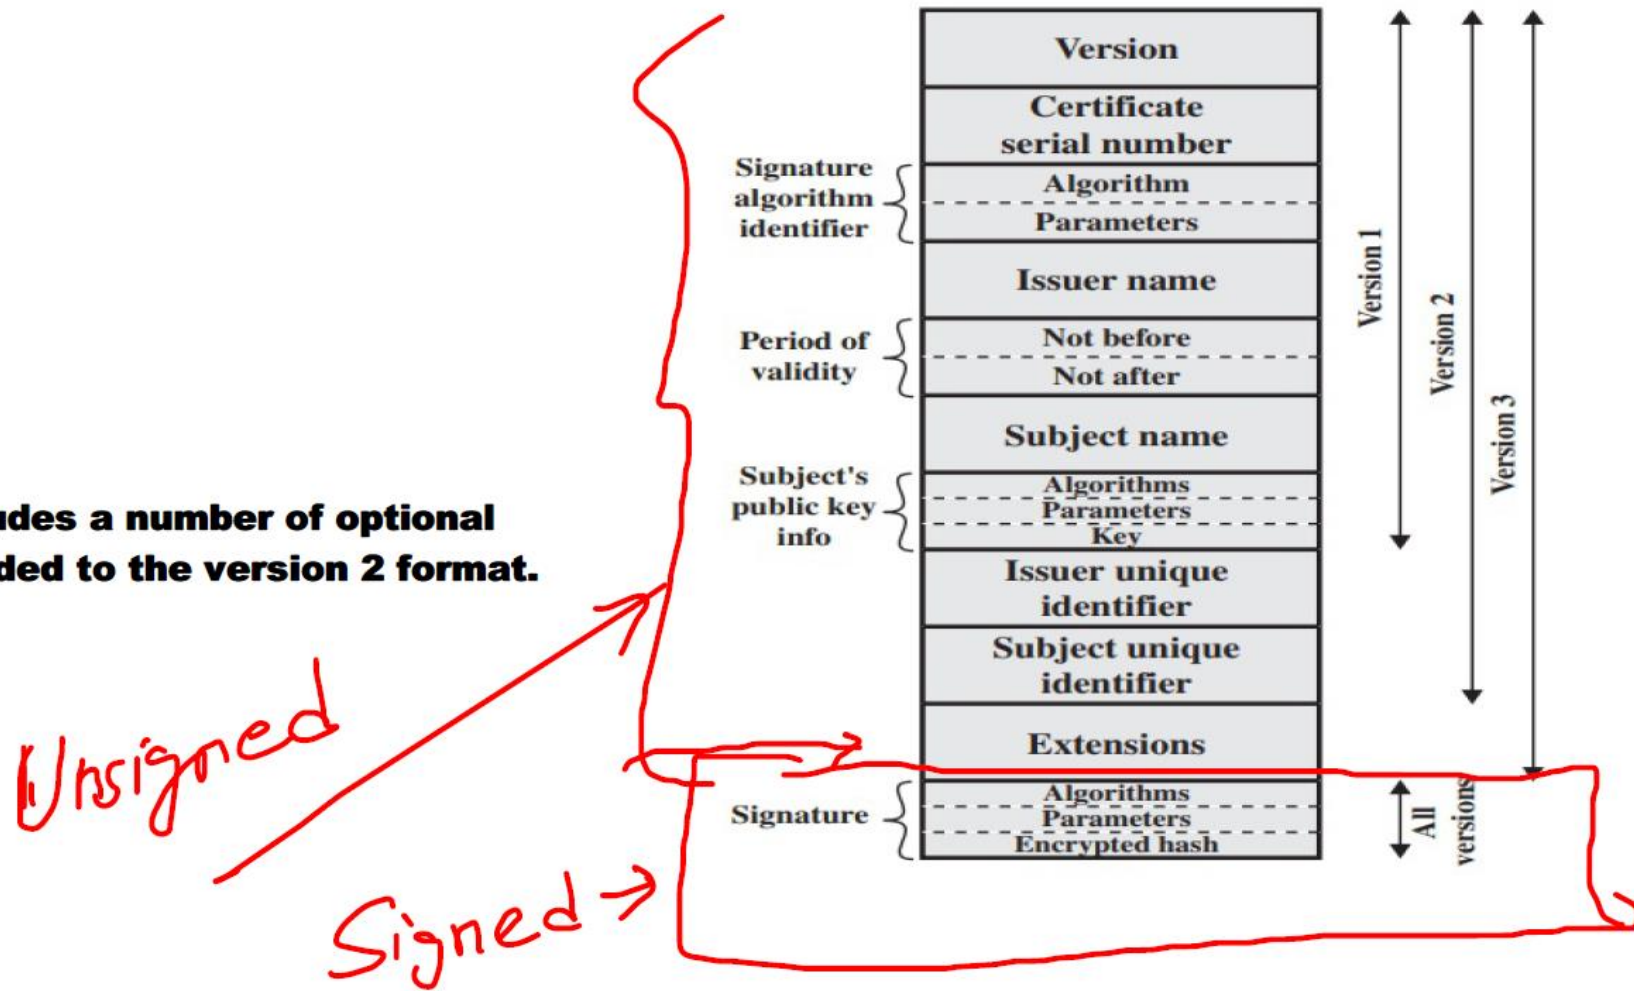 Version
Certificate
serial number
Signature
algorithm
identifier
Algorithm
Parameters
Issuer name
Period of
validity
Not before
Not after
Subject name
Subject's
public key
info
Algorithms
Parameters
Key
Issuer unique
identifier
Subject unique
identifier
Extensions
Signature
Algorithms
Parameters
Encrypted hash
Version 1
Version 2
Version 3
All
versions
a number of optional
to the version 2 format.
Unsigned
Signed